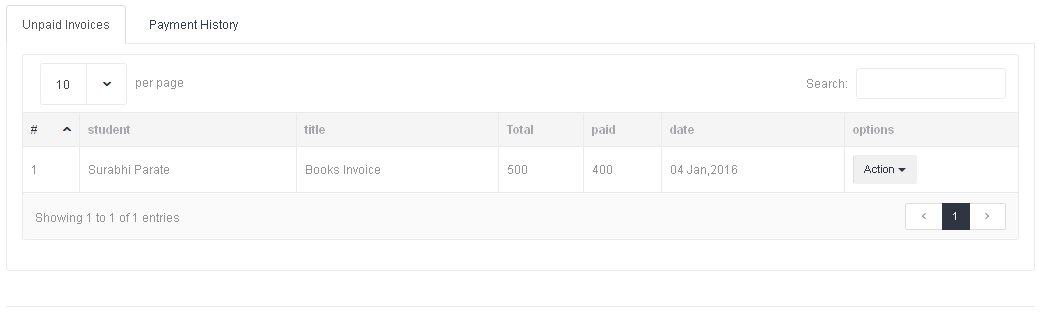 Unpaid Invoices Payment History
10 per page Search:
# student title Total paid date options
1 Surabhi Parate Books Invoice 500 400 04 Jan,2016 Action
Showing 1 to 1 of 1 entries 1